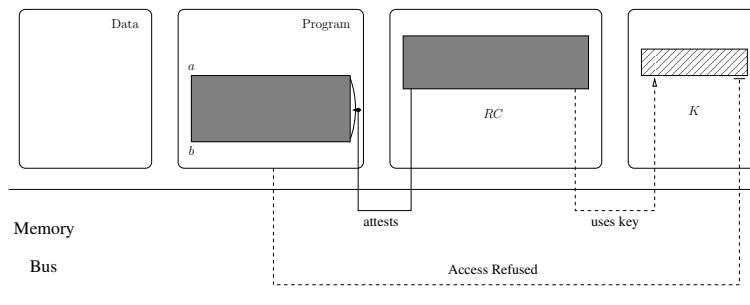 Data
Program
a
b
RC
K
attests
uses key
Memory
Bus
Access Refused